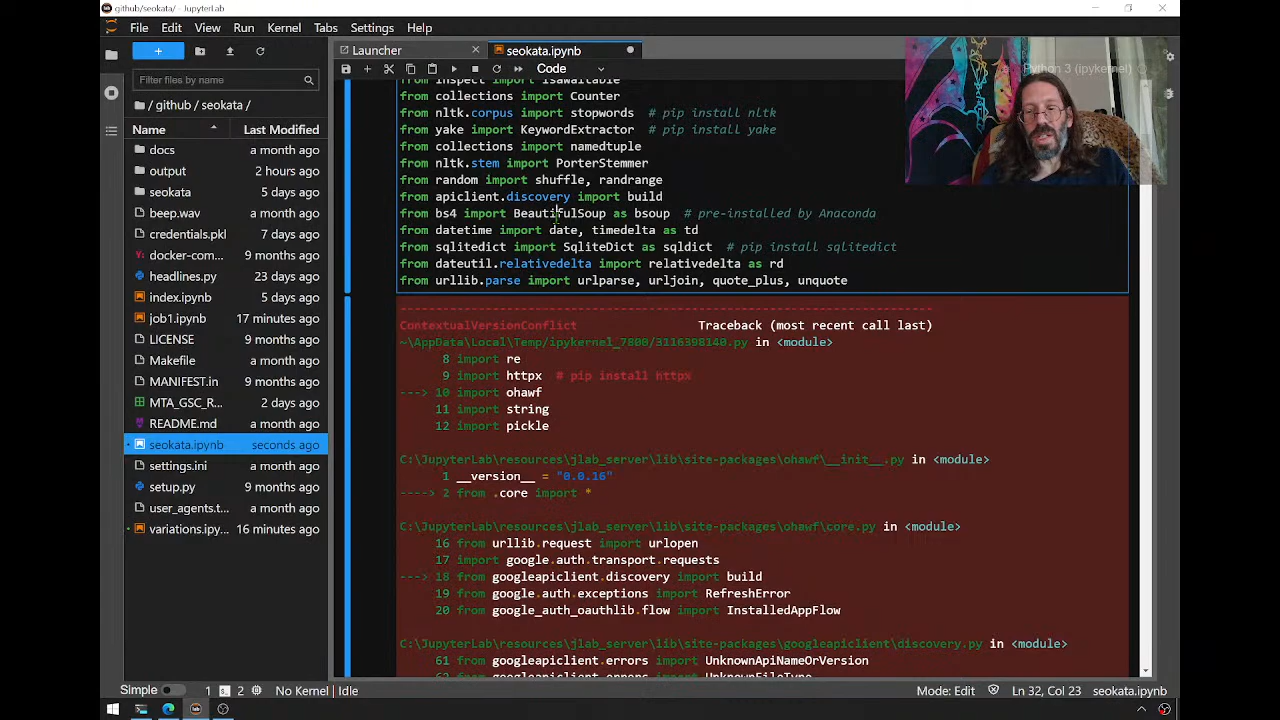 github/seokata/ - JupyterLab
File Edit View Run Kernel Tabs Settings Help
Launcher
seokata.ipynb
Code
Python 3 (ipykernel)
Filter files by name
/ github / seokata /
Name Last Modified
docs a month ago
output 2 hours ago
seokata 5 days ago
beep.wav a month ago
credentials.pkl a month ago
docker-com... 9 months ago
headlines.py 23 days ago
index.ipynb 5 days ago
job1.ipynb 17 minutes ago
LICENSE 9 months ago
Makefile a month ago
MANIFEST.in 9 months ago
MTA_GSC_R... 2 days ago
README.md a month ago
seokata.ipynb seconds ago
settings.ini a month ago
setup.py 9 months ago
user_agents.t... a month ago
variations.ipy... 16 minutes ago
from inspect import isawaitable
from collections import Counter
from nltk.corpus import stopwords # pip install nltk
from yake import KeywordExtractor # pip install yake
from collections import namedtuple
from nltk.stem import PorterStemmer
from random import shuffle, randrange
from apiclient.discovery import build
from bs4 import BeautifulSoup as bsoup # pre-installed by Anaconda
from datetime import date, timedelta as td
from sqlitedict import SqliteDict as sqldict # pip install sqlitedict
from dateutil.relativedelta import relativedelta as rd
from urllib.parse import urlparse, urljoin, quote_plus, unquote
---------------------------------------------------------------------------
ContextualVersionConflict Traceback (most recent call last)
~\AppData\Local\Temp/ipykernel_7800/3116398140.py in <module>
8 import re
9 import httpx # pip install httpx
---> 10 import ohawf
11 import string
12 import pickle
C:\JupyterLab\resources\jlab_server\lib\site-packages\ohawf\__init__.py in <module>
1 __version__ = "0.0.16"
----> 2 from .core import *
C:\JupyterLab\resources\jlab_server\lib\site-packages\ohawf\core.py in <module>
16 from urllib.request import urlopen
17 import google.auth.transport.requests
---> 18 from googleapiclient.discovery import build
19 from google.auth.exceptions import RefreshError
20 from google_auth_oauthlib.flow import InstalledAppFlow
C:\JupyterLab\resources\jlab_server\lib\site-packages\googleapiclient\discovery.py in <module>
61 from googleapiclient.errors import UnknownApiNameOrVersion
62 from googleapiclient.errors import UnknownFileType
Simple 1 2 No Kernel | Idle Mode: Edit Ln 32, Col 23 seokata.ipynb